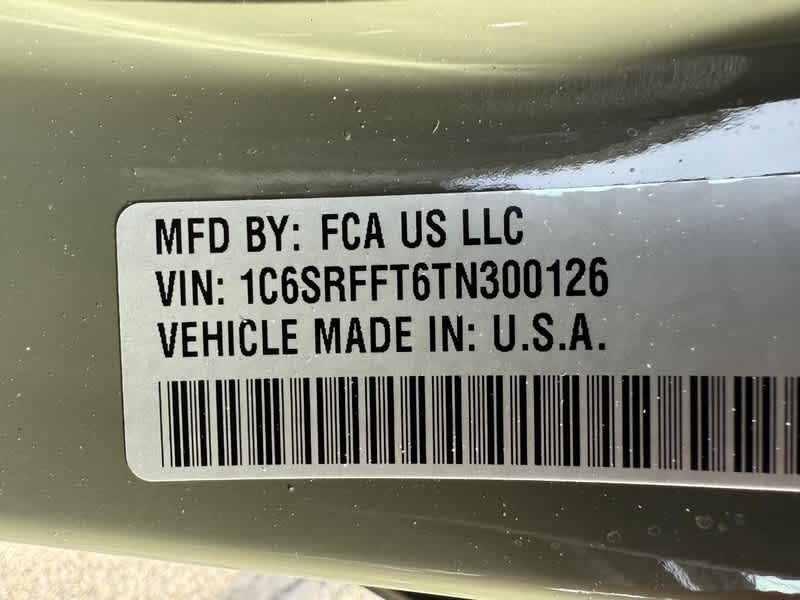 MFD BY: FCA US LLC
VIN: 1C6SRFFT6TN300126
VEHICLE MADE IN: U.S.A.